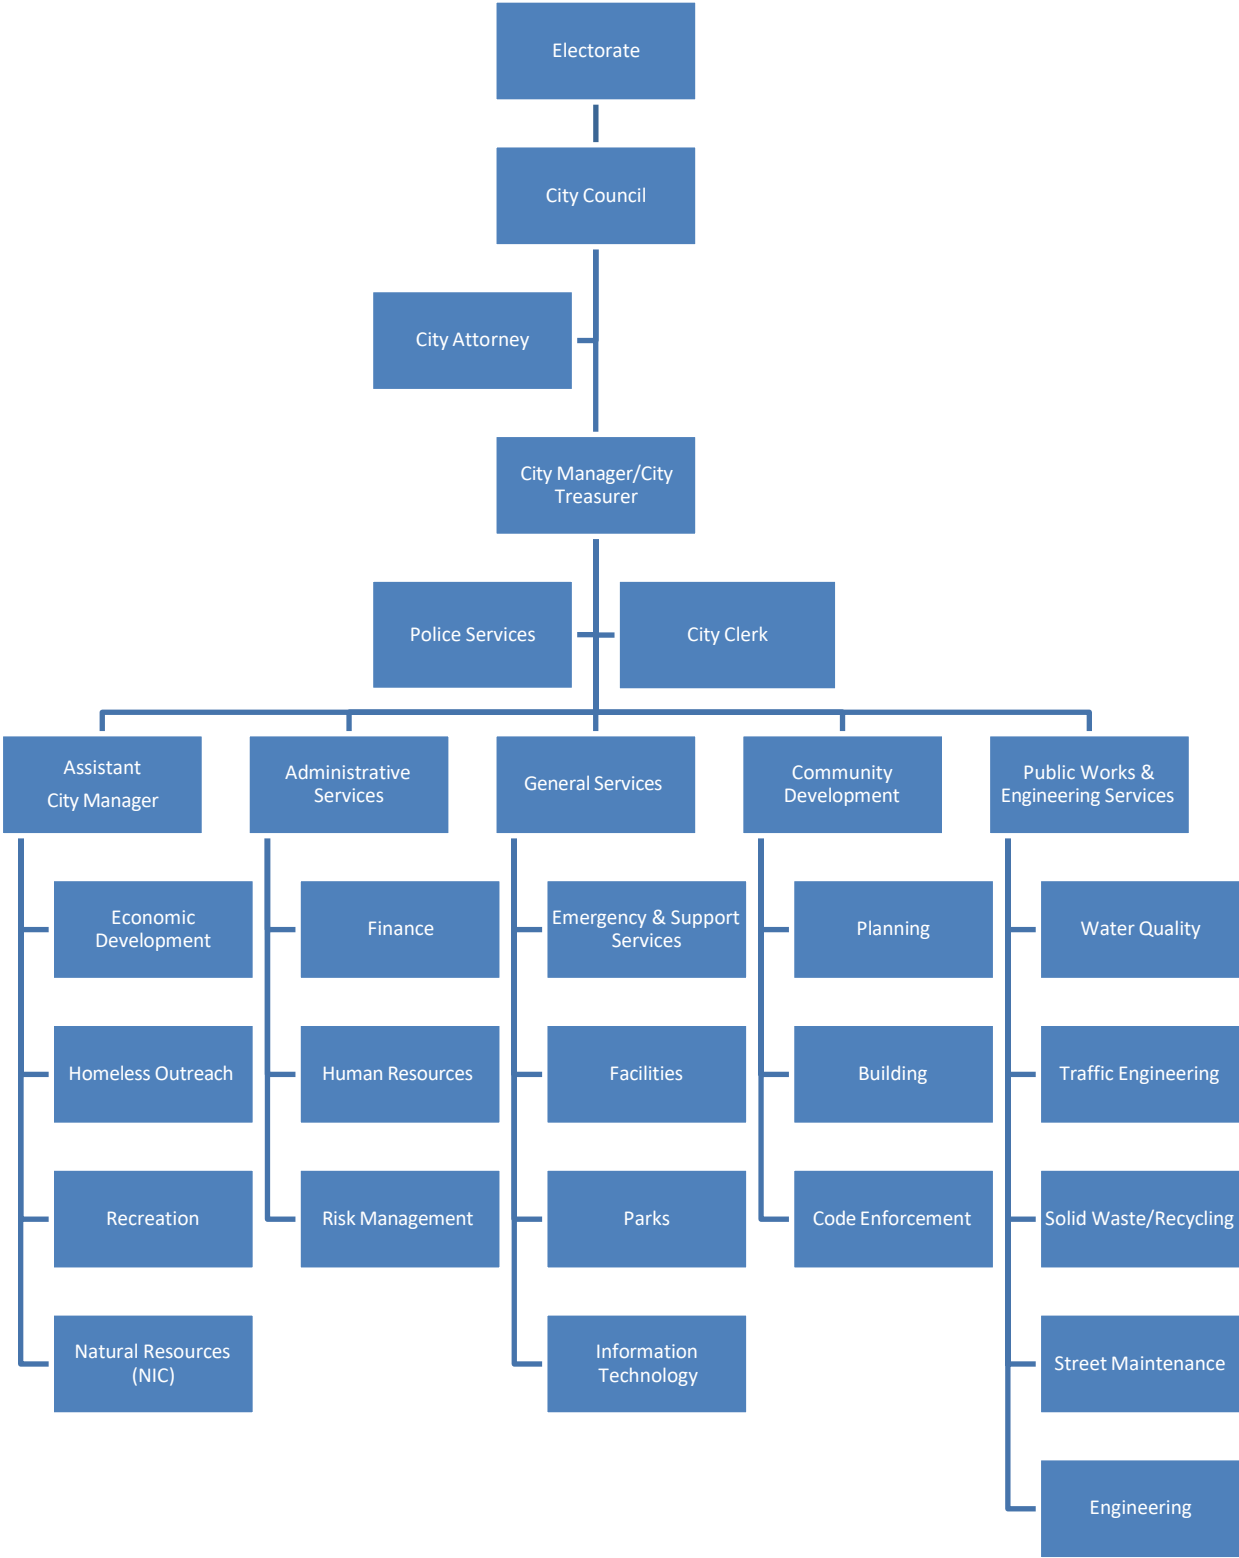 Electorate
City Council
City Attorney
City Manager/City
Treasurer
Police Services
City Clerk
Assistant
City Manager
Administrative
Services
General Services
Community
Development
Public Works &
Engineering Services
Economic
Development
Finance
Emergency & Support
Services
Planning
Water Quality
Homeless Outreach
Human Resources
Facilities
Building
Traffic Engineering
Recreation
Risk Management
Parks
Code Enforcement
Solid Waste/Recycling
Natural Resources
(NIC)
Information
Technology
Street Maintenance
Engineering